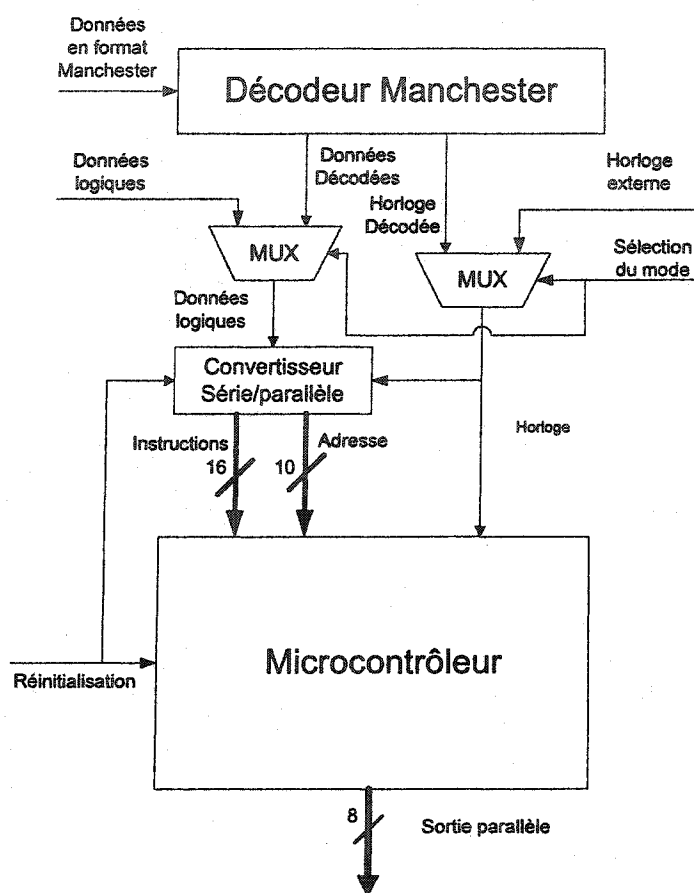 Données
en format
Manchester
Décodeur Manchester
Données
logiques
Données
Décodées
Horloge
Décodée
Horloge
externe
MUX
MUX
Sélection
du mode
Données
logiques
Convertisseur
Série/parallèle
Instructions
16
10
Adresse
Horloge
Microcontrôleur
Réinitialisation
8
Sortie parallèle